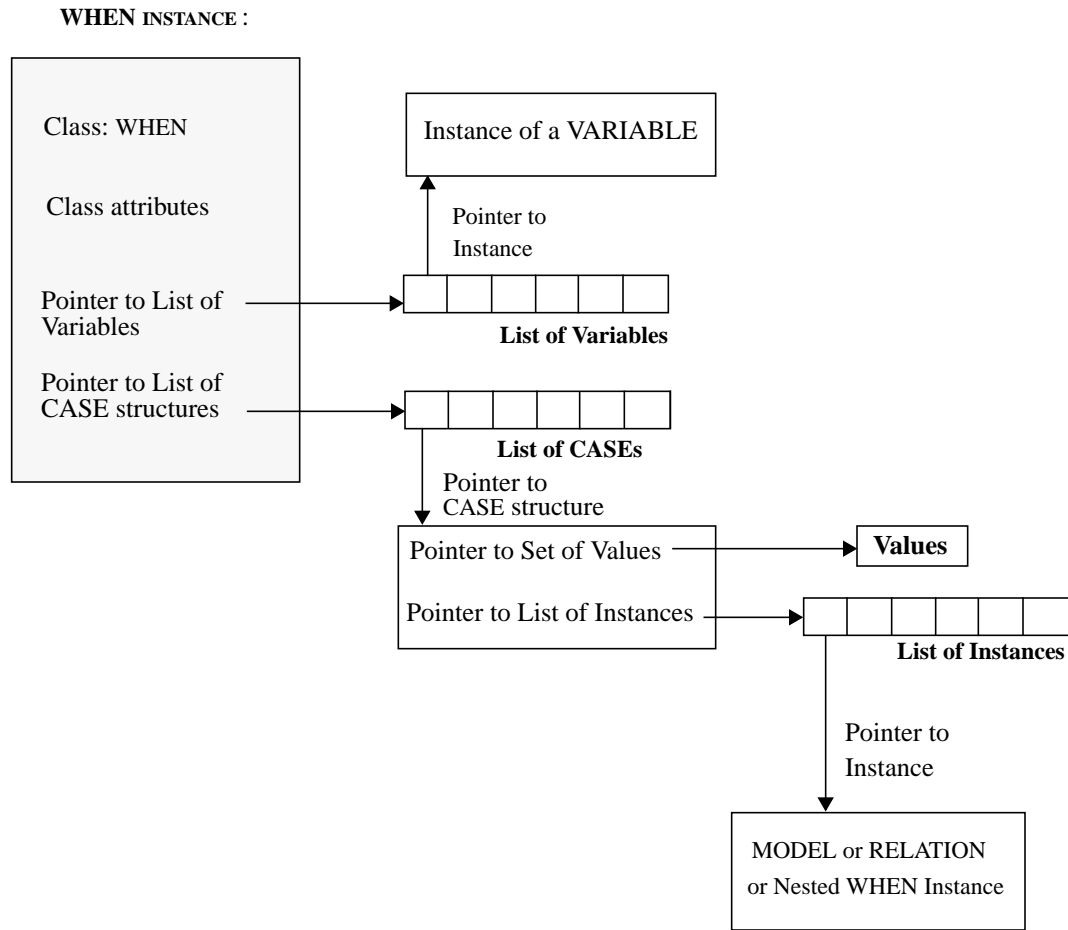 WHEN INSTANCE :
Class: WHEN
Class attributes
Pointer to List of
Variables
Pointer to List of
CASE structures
Instance of a VARIABLE
Pointer to
Instance
List of Variables
List of CASEs
Pointer to
CASE structure
Pointer to Set of Values
Values
Pointer to List of Instances
List of Instances
Pointer to
Instance
MODEL or RELATION
or Nested WHEN Instance